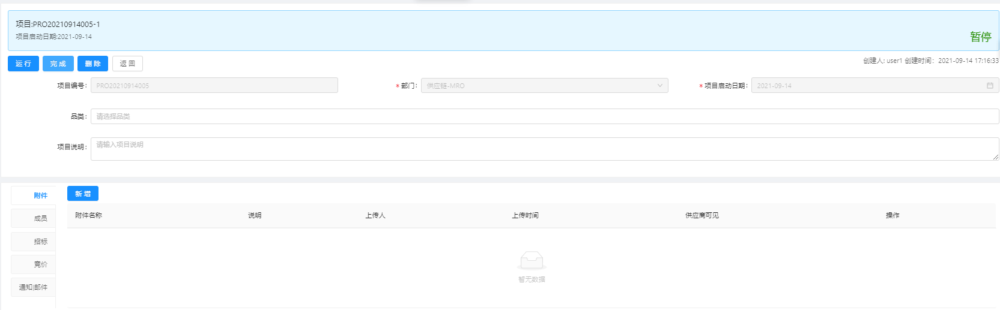 项目:PRO20210914005-1
项目启动日期:2021-09-14
暂停
运 行 完 成 删 除 返 回
创建人: user1 创建时间: 2021-09-14 17:16:33
项目编号: PRO20210914005 * 部门: 供应链-MRO * 项目启动日期: 2021-09-14
品类: 请选择品类
项目说明: 请输入项目说明
附件
成员
招标
竞价
通知|邮件
新 增
附件名称 说明 上传人 上传时间 供应商可见 操作
暂无数据